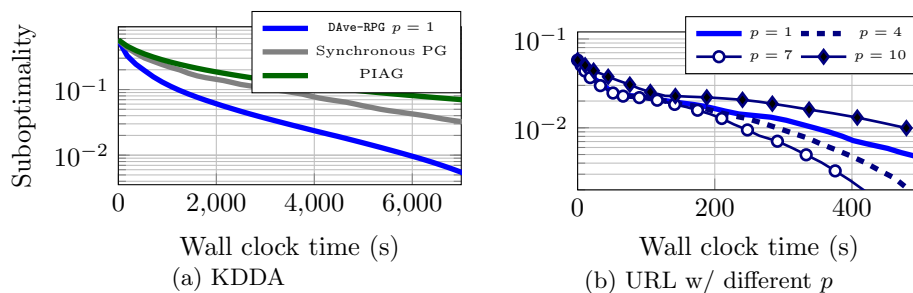 DAve-RPG p = 1
Synchronous PG
PIAG
Suboptimality
10^{-1}
10^{-2}
0 2,000 4,000 6,000
Wall clock time (s)
(a) KDDA
p = 1 p = 4
p = 7 p = 10
10^{-1}
10^{-2}
0 200 400
Wall clock time (s)
(b) URL w/ different p